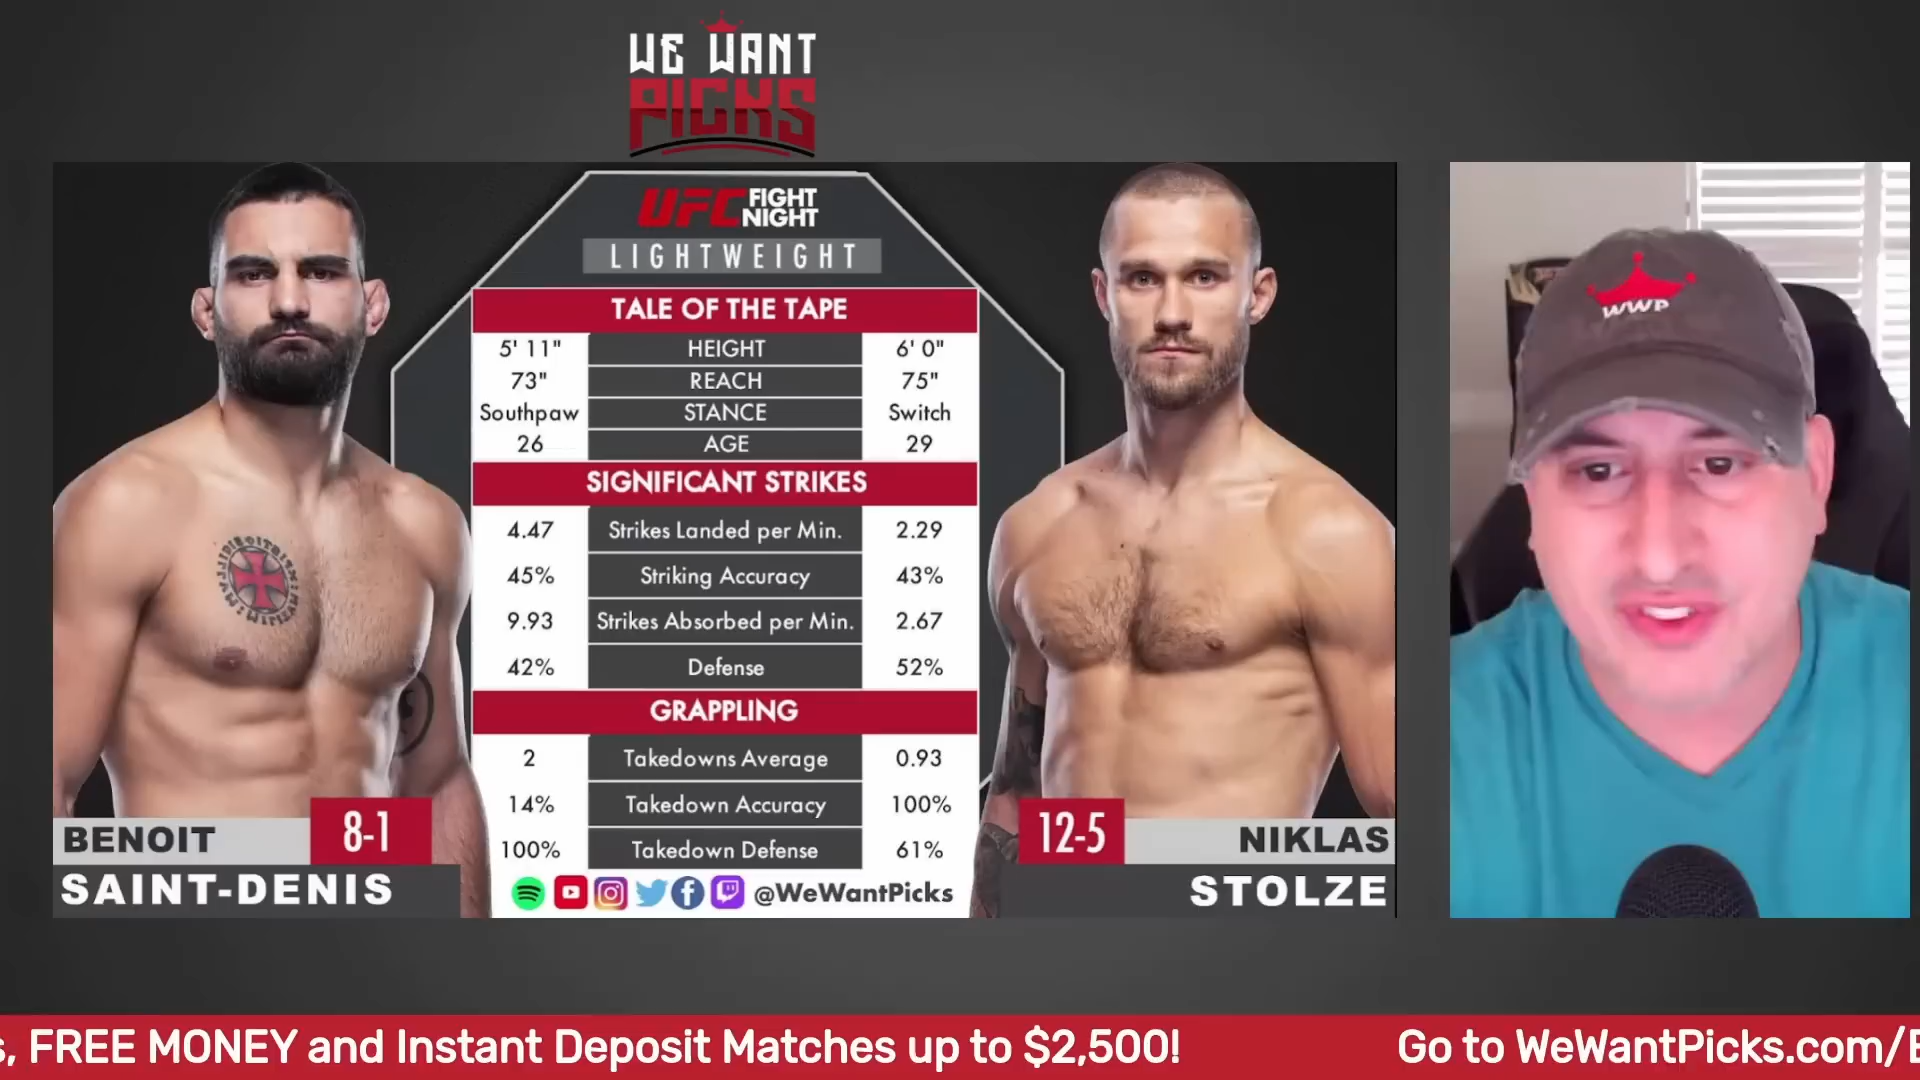 WE WANT
PICKS
UFC FIGHT
NIGHT
LIGHTWEIGHT
TALE OF THE TAPE
5' 11" HEIGHT 6' 0"
73" REACH 75"
Southpaw STANCE Switch
26 AGE 29
SIGNIFICANT STRIKES
4.47 Strikes Landed per Min. 2.29
45% Striking Accuracy 43%
9.93 Strikes Absorbed per Min. 2.67
42% Defense 52%
GRAPPLING
2 Takedowns Average 0.93
14% Takedown Accuracy 100%
100% Takedown Defense 61%
@WeWantPicks
BENOIT 8-1
SAINT-DENIS
12-5 NIKLAS
STOLZE
WWP
s, FREE MONEY and Instant Deposit Matches up to $2,500! Go to WeWantPicks.com/